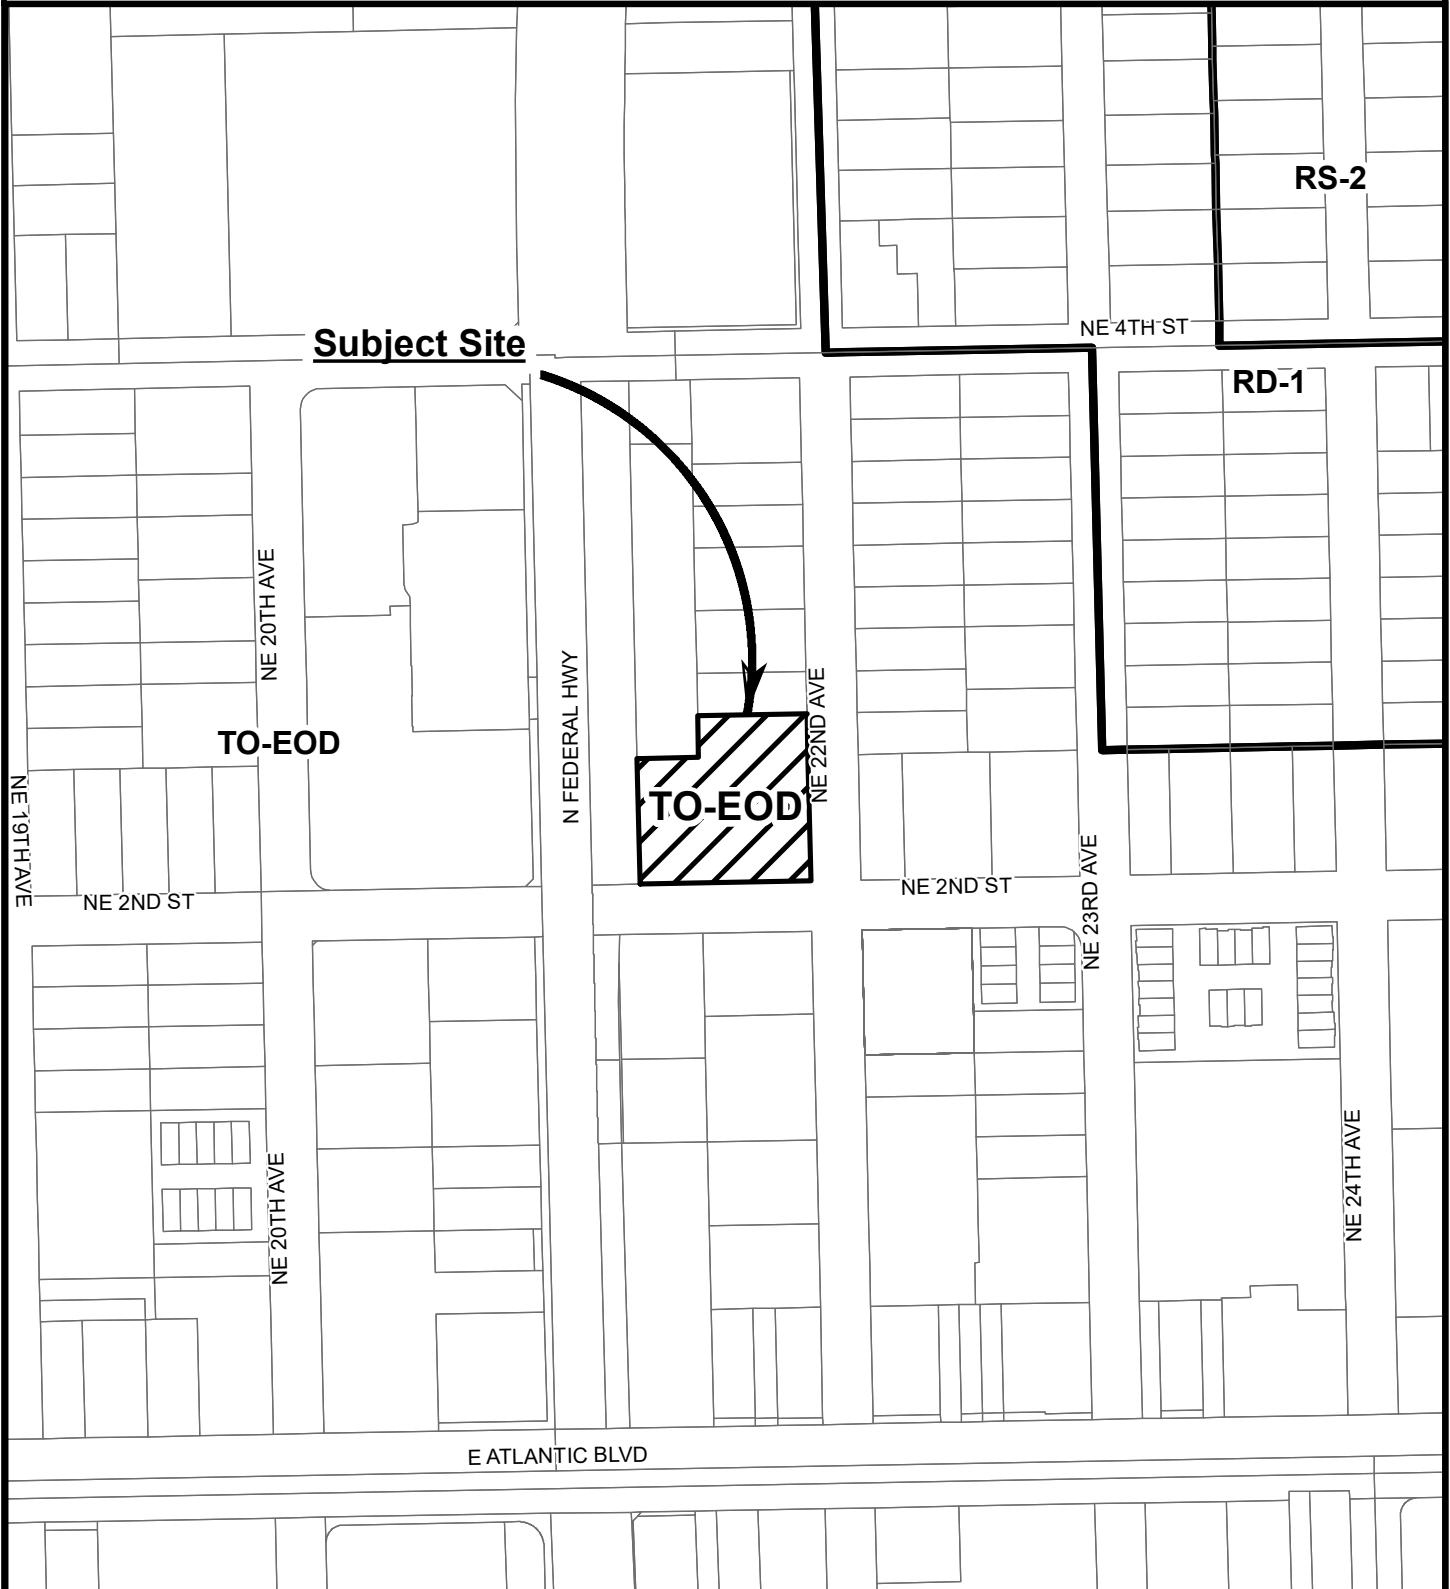 RS-2
NE 4TH ST
Subject Site
RD-1
NE 20TH AVE
N FEDERAL HWY
NE 22ND AVE
TO-EOD
TO-EOD
NE 19TH AVE
NE 2ND ST
NE 2ND ST
NE 23RD AVE
NE 20TH AVE
NE 24TH AVE
E ATLANTIC BLVD